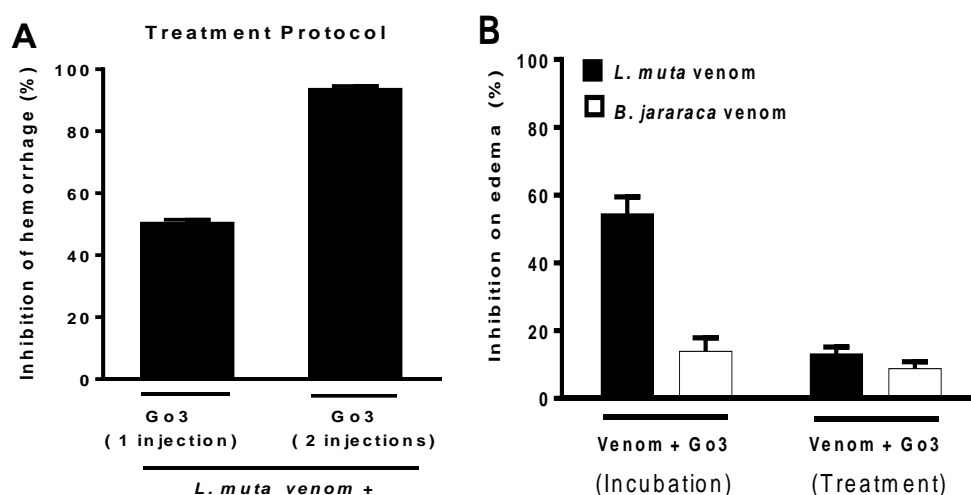 A
Treatment Protocol
Inhibition of hemorrhage (%)
100
80
60
40
20
0
Go3
(1 injection)
Go3
(2 injections)
L. muta venom +
B
Inhibition on edema (%)
100
80
60
40
20
0
L. muta venom
B. jararaca venom
Venom + Go3
(Incubation)
Venom + Go3
(Treatment)